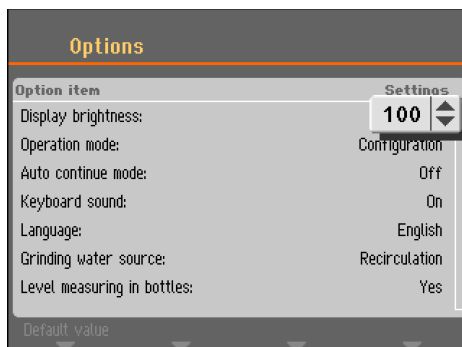 Options
Option item Settings
Display brightness: 100
Operation mode: Configuration
Auto continue mode: Off
Keyboard sound: On
Language: English
Grinding water source: Recirculation
Level measuring in bottles: Yes
Default value